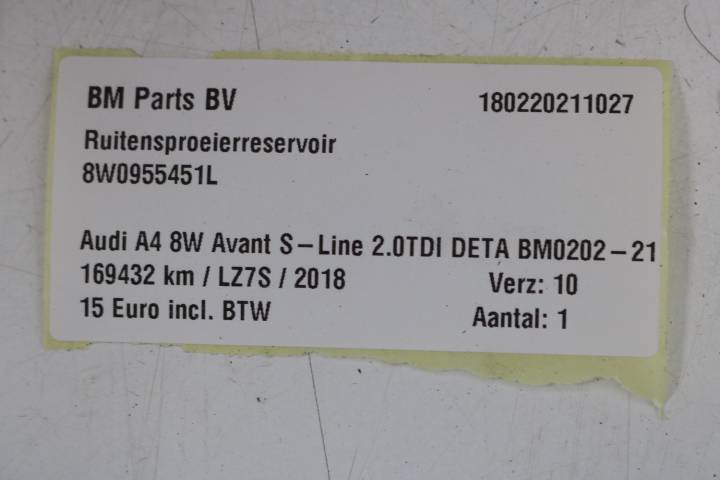 BM Parts BV 180220211027
Ruitensproeierreservoir
8W0955451L
Audi A4 8W Avant S-Line 2.0TDI DETA BM0202-21
169432 km / LZ7S / 2018 Verz: 10
15 Euro incl. BTW Aantal: 1